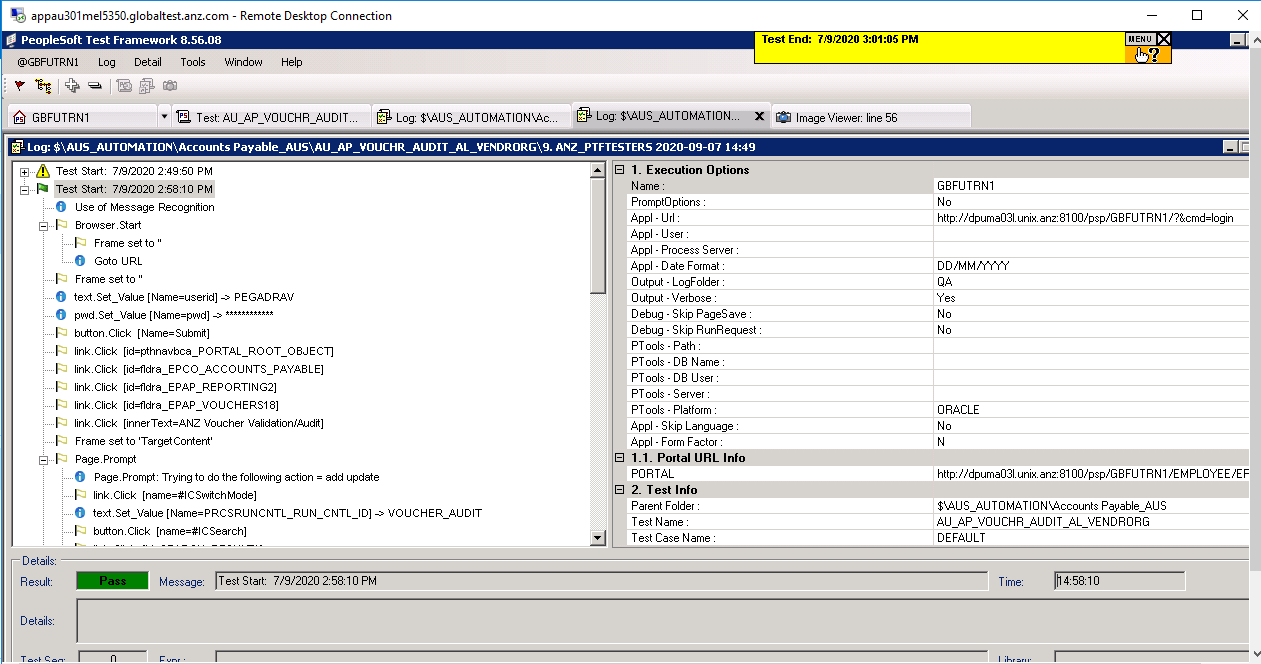 appau301mel5350.globaltest.anz.com - Remote Desktop Connection
PeopleSoft Test Framework 8.56.08
Test End: 7/9/2020 3:01:05 PM
MENU
?
@GBFUTRN1 Log Detail Tools Window Help
GBFUTRN1
Test: AU_AP_VOUCHR_AUDIT...
Log: $\AUS_AUTOMATION\Ac...
Log: $\AUS_AUTOMATION...
Image Viewer: line 56
Log: $\AUS_AUTOMATION\Accounts Payable_AUS\AU_AP_VOUCHR_AUDIT_AL_VENDRORG\9. ANZ_PTFTESTERS 2020-09-07 14:49
Test Start: 7/9/2020 2:49:50 PM
Test Start: 7/9/2020 2:58:10 PM
Use of Message Recognition
Browser.Start
Frame set to ''
Goto URL
Frame set to ''
text.Set_Value [Name=userid] -> PEGADRAV
pwd.Set_Value [Name=pwd] -> ************
button.Click [Name=Submit]
link.Click [id=pthnavbca_PORTAL_ROOT_OBJECT]
link.Click [id=fldra_EPCO_ACCOUNTS_PAYABLE]
link.Click [id=fldra_EPAP_REPORTING2]
link.Click [id=fldra_EPAP_VOUCHERS18]
link.Click [innerText=ANZ Voucher Validation/Audit]
Frame set to 'TargetContent'
Page.Prompt
Page.Prompt: Trying to do the following action = add update
link.Click [name=#ICSwitchMode]
text.Set_Value [Name=PRCSRUNCNTL_RUN_CNTL_ID] -> VOUCHER_AUDIT
button.Click [name=#ICSearch]
1. Execution Options
Name : GBFUTRN1
PromptOptions : No
Appl - Url : http://dpuma03l.unix.anz:8100/psp/GBFUTRN1/?&cmd=login
Appl - User :
Appl - Process Server :
Appl - Date Format : DD/MM/YYYY
Output - LogFolder : QA
Output - Verbose : Yes
Debug - Skip PageSave : No
Debug - Skip RunRequest : No
PTools - Path :
PTools - DB Name :
PTools - DB User :
PTools - Server :
PTools - Platform : ORACLE
Appl - Skip Language : No
Appl - Form Factor : N
1.1. Portal URL Info
PORTAL http://dpuma03l.unix.anz:8100/psp/GBFUTRN1/EMPLOYEE/EF
2. Test Info
Parent Folder : $\AUS_AUTOMATION\Accounts Payable_AUS
Test Name : AU_AP_VOUCHR_AUDIT_AL_VENDRORG
Test Case Name : DEFAULT
Details:
Result: Pass Message: Test Start: 7/9/2020 2:58:10 PM Time: 14:58:10
Details:
Test Seq: 0 Expr.: Library: